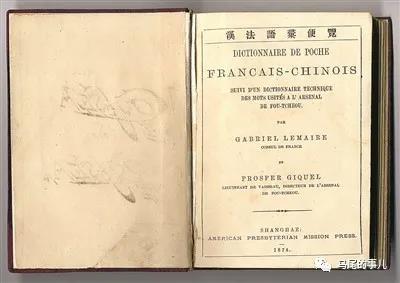 漢法語彙便覽
DICTIONNAIRE DE POCHE
FRANCAIS-CHINOIS
SUIVI D'UN DICTIONNAIRE TECHNIQUE
DES MOTS USITÉS A L'ARSENAL
DE FOU-TCHEOU.
PAR
GABRIEL LEMAIRE
CONSUL DE FRANCE
ET
PROSPER GIQUEL
LIEUTENANT DE VAISSEAU, DIRECTEUR DE L'ARSENAL
DE FOU-TCHEOU.
SHANGHAE:
AMERICAN PRESBYTERIAN MISSION PRESS.
1874.
马尾的事儿